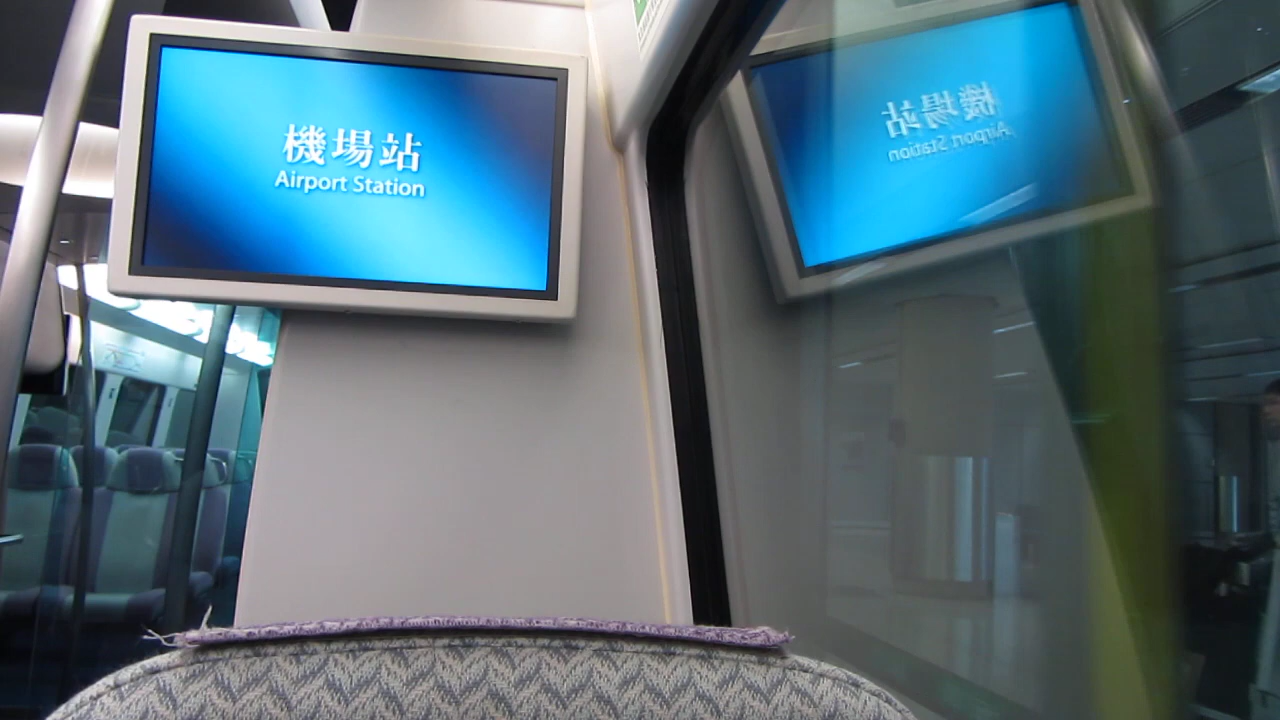 機場站
Airport Station